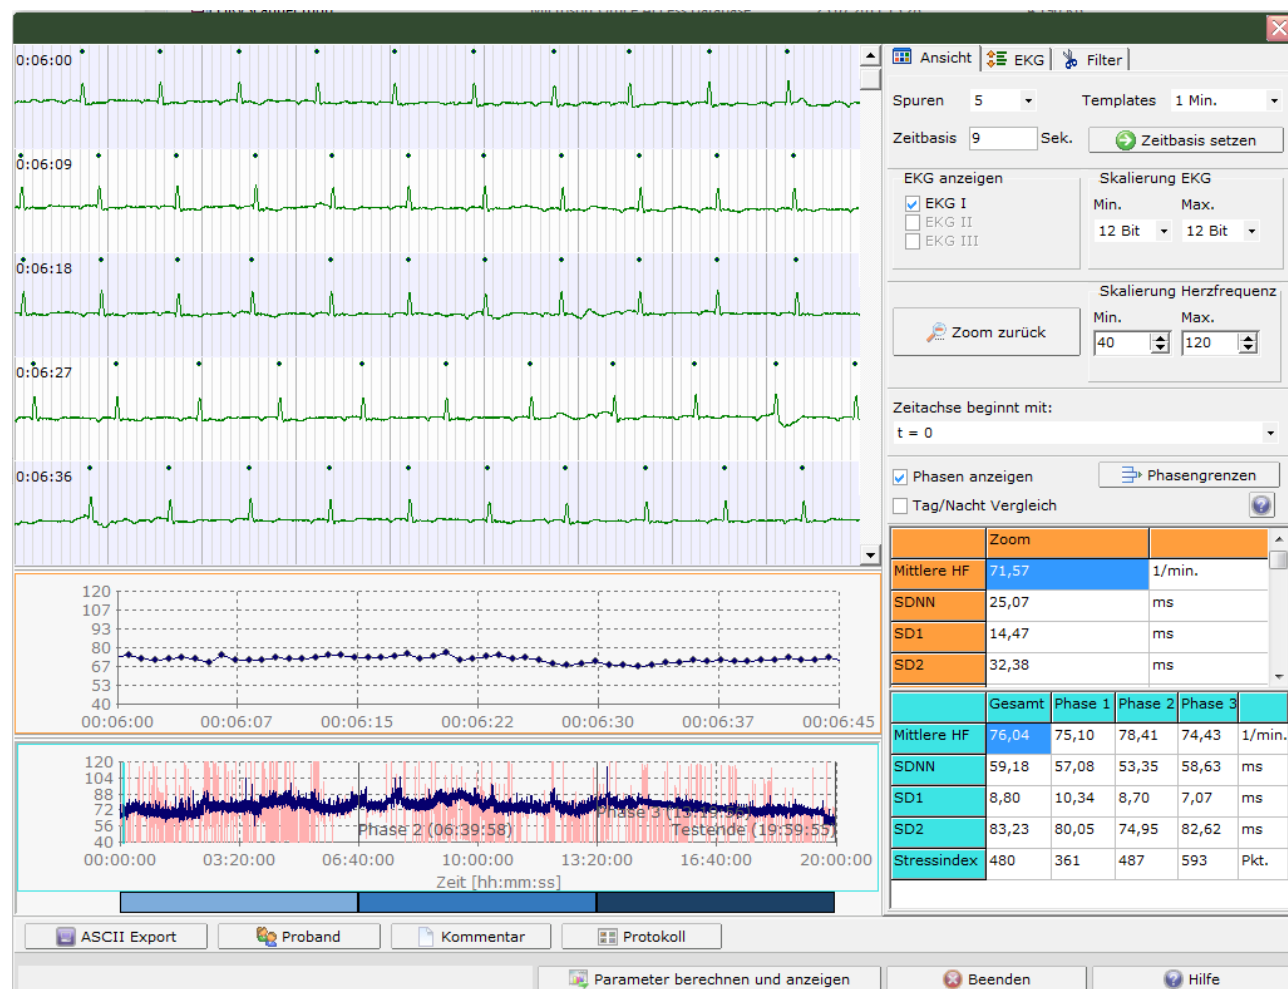 Ansicht EKG Filter
Spuren 5 Templates 1 Min.
Zeitbasis 9 Sek. Zeitbasis setzen
EKG anzeigen
EKG I
EKG II
EKG III
Skalierung EKG
Min. Max.
12 Bit 12 Bit
Zoom zurück
Skalierung Herzfrequenz
Min. Max.
40 120
Zeitachse beginnt mit:
t = 0
Phasen anzeigen Phasengrenzen
Tag/Nacht Vergleich
0:06:00
0:06:09
0:06:18
0:06:27
0:06:36
120
107
93
80
67
53
40
00:06:00 00:06:07 00:06:15 00:06:22 00:06:30 00:06:37 00:06:45
120
104
88
72
56
40
Phase 2 (06:39:58)
Testende (19:59:55)
00:00:00 03:20:00 06:40:00 10:00:00 13:20:00 16:40:00 20:00:00
Zeit [hh:mm:ss]
Zoom
Mittlere HF 71,57 1/min.
SDNN 25,07 ms
SD1 14,47 ms
SD2 32,38 ms
Gesamt Phase 1 Phase 2 Phase 3
Mittlere HF 76,04 75,10 78,41 74,43 1/min.
SDNN 59,18 57,08 53,35 58,63 ms
SD1 8,80 10,34 8,70 7,07 ms
SD2 83,23 80,05 74,95 82,62 ms
Stressindex 480 361 487 593 Pkt.
ASCII Export Proband Kommentar Protokoll
Parameter berechnen und anzeigen Beenden Hilfe